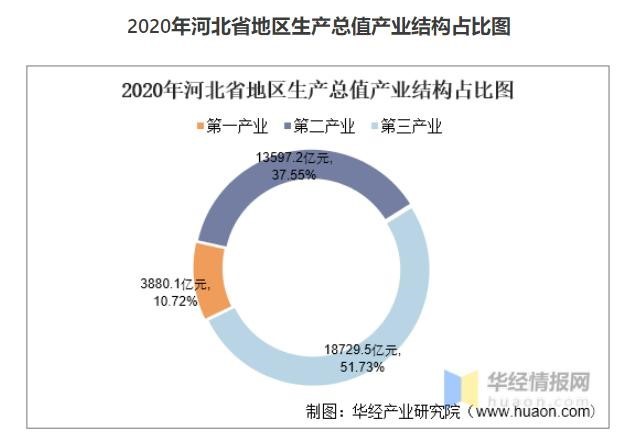 2020年河北省地区生产总值产业结构占比图
2020年河北省地区生产总值产业结构占比图
第一产业 第二产业 第三产业
13597.2亿元,
37.55%
3880.1亿元,
10.72%
18729.5亿元,
51.73%
华经情报网
huaon.com
制图：华经产业研究院（www.huaon.com）